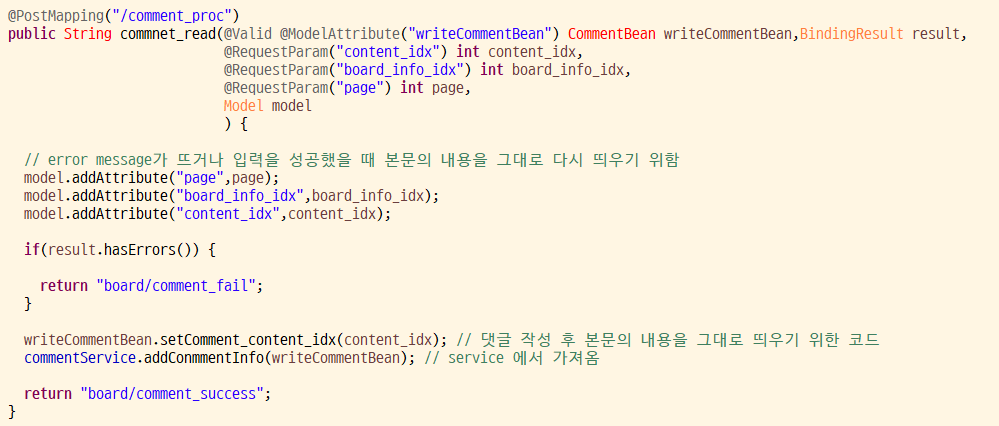 @PostMapping("/comment_proc")
public String commnet_read(@Valid @ModelAttribute("writeCommentBean") CommentBean writeCommentBean,BindingResult result,
@RequestParam("content_idx") int content_idx,
@RequestParam("board_info_idx") int board_info_idx,
@RequestParam("page") int page,
Model model
) {
// error message가 뜨거나 입력을 성공했을 때 본문의 내용을 그대로 다시 띄우기 위함
model.addAttribute("page",page);
model.addAttribute("board_info_idx",board_info_idx);
model.addAttribute("content_idx",content_idx);
if(result.hasErrors()) {
return "board/comment_fail";
}
writeCommentBean.setComment_content_idx(content_idx); // 댓글 작성 후 본문의 내용을 그대로 띄우기 위한 코드
commentService.addConmmentInfo(writeCommentBean); // service 에서 가져옴
return "board/comment_success";
}